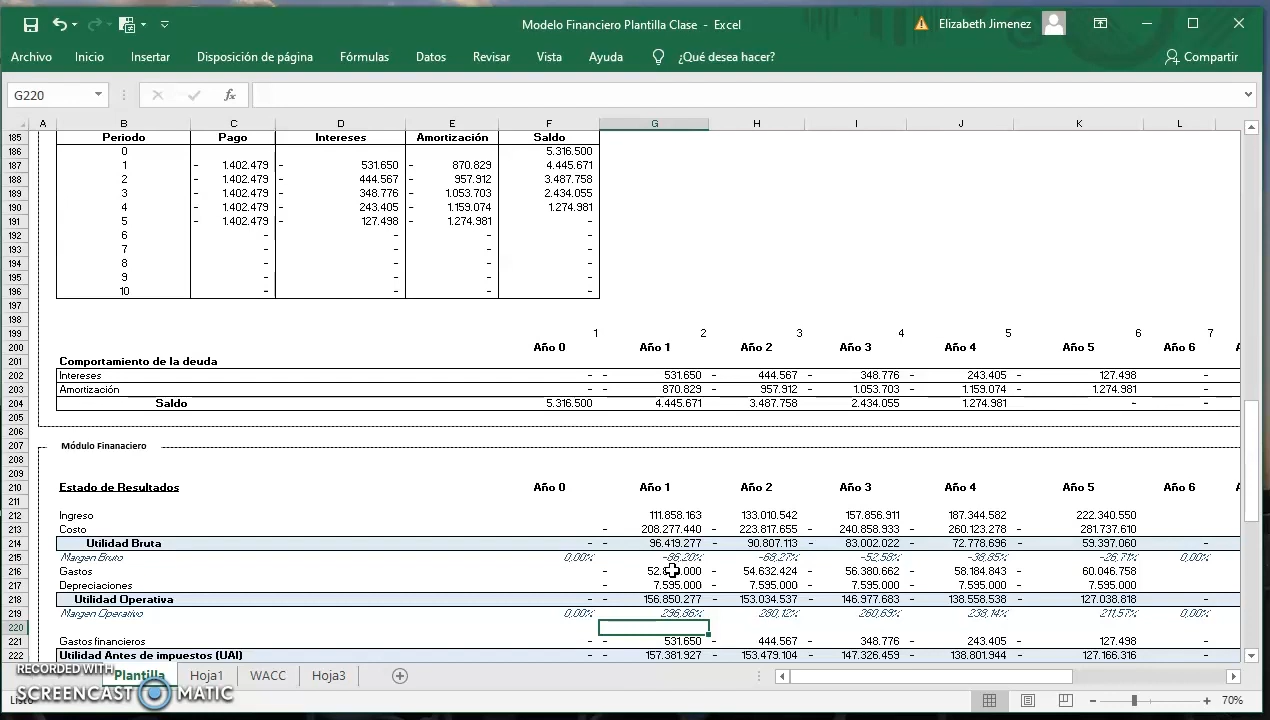 Modelo Financiero Plantilla Clase - Excel
Elizabeth Jimenez
Archivo Inicio Insertar Disposición de página Fórmulas Datos Revisar Vista Ayuda ¿Qué desea hacer? Compartir
G220 fx
A B C D E F G H I J K L
185 Periodo Pago Intereses Amortización Saldo
186 0 5.316.500
187 1 - 1.402.479 - 531.650 - 870.829 4.445.671
188 2 - 1.402.479 - 444.567 - 957.912 3.487.758
189 3 - 1.402.479 - 348.776 - 1.053.703 2.434.055
190 4 - 1.402.479 - 243.405 - 1.159.074 1.274.981
191 5 - 1.402.479 - 127.498 - 1.274.981 -
192 6 - - - -
193 7 - - - -
194 8 - - - -
195 9 - - - -
196 10 - - - -
197
198
199 1 2 3 4 5 6 7
200 Año 0 Año 1 Año 2 Año 3 Año 4 Año 5 Año 6
201 Comportamiento de la deuda
202 Intereses - - 531.650 - 444.567 - 348.776 - 243.405 - 127.498 -
203 Amortización - - 870.829 - 957.912 - 1.053.703 - 1.159.074 - 1.274.981 -
204 Saldo 5.316.500 4.445.671 3.487.758 2.434.055 1.274.981 - -
205
206
207 Módulo Finanaciero
208
209
210 Estado de Resultados Año 0 Año 1 Año 2 Año 3 Año 4 Año 5 Año 6
211
212 Ingreso 111.858.163 133.010.542 157.856.911 187.344.582 222.340.550
213 Costo - 208.277.440 - 223.817.655 - 240.858.933 - 260.123.278 - 281.737.610
214 Utilidad Bruta - - 96.419.277 - 90.807.113 - 83.002.022 - 72.778.696 - 59.397.060 -
215 Margen Bruto 0,00% -86,20% -68,27% -52,58% -38,85% -26,71% 0,00%
216 Gastos - 52. .000 - 54.632.424 - 56.380.662 - 58.184.843 - 60.046.758
217 Depreciaciones - 7.595.000 - 7.595.000 - 7.595.000 - 7.595.000 - 7.595.000
218 Utilidad Operativa - - 156.850.277 - 153.034.537 - 146.977.683 - 138.558.538 - 127.038.818 -
219 Margen Operativo 0,00% 296,86% 280,12% 260,69% 238,14% 211,57% 0,00%
220
221 Gastos financieros - - 531.650 - 444.567 - 348.776 - 243.405 - 127.498 -
222 Utilidad Antes de impuestos (UAI) - - 157.381.927 - 153.479.104 - 147.326.459 - 138.801.944 - 127.166.316 -
RECORDED WITH
SCREENCAST MATIC
Plantilla Hoja1 WACC Hoja3
70%